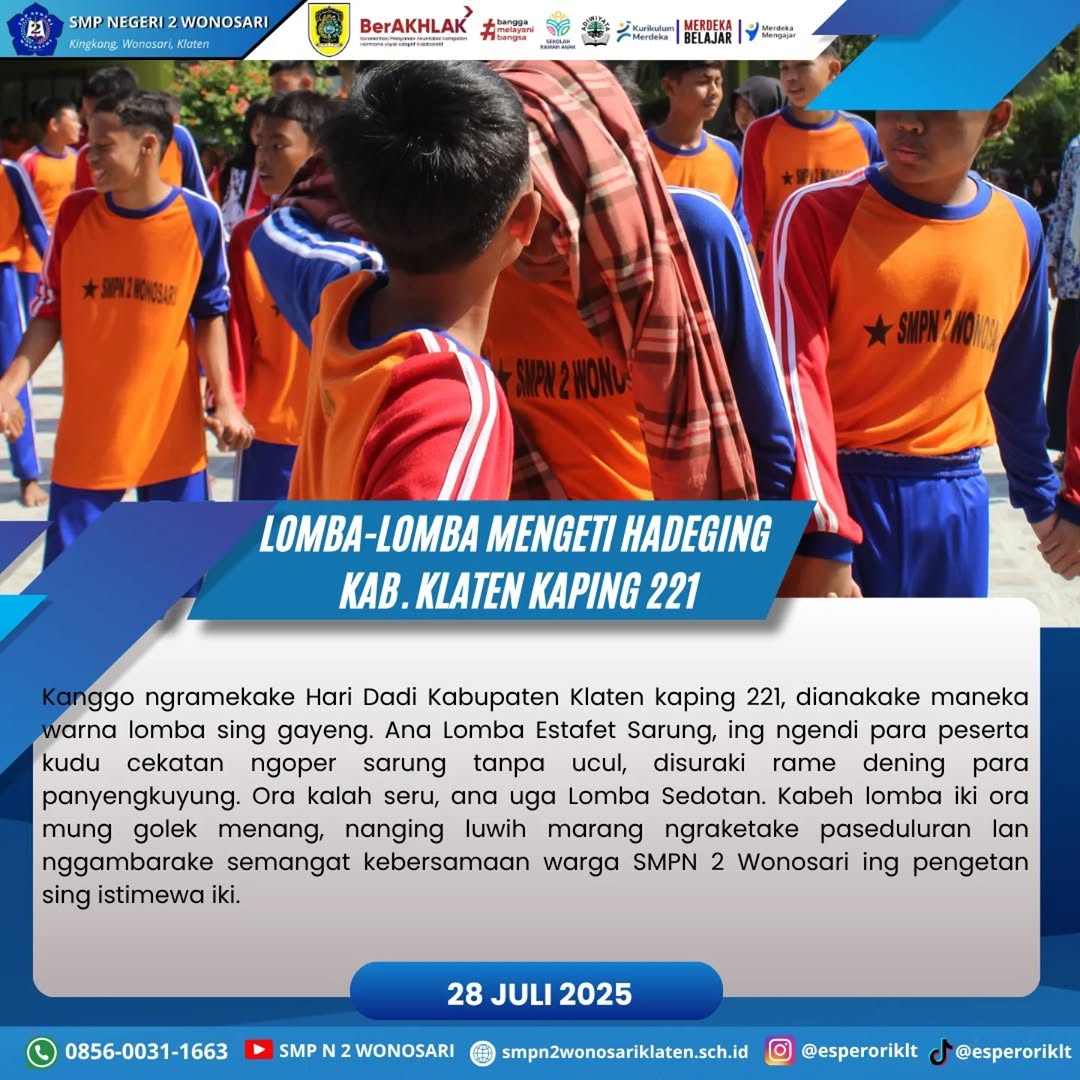 SMP NEGERI 2 WONOSARI
Kingkang, Wonosari, Klaten
BerAKHLAK
#bangga melayani bangsa
SEKOLAH RAMAH ANAK
ADIWIYATA
Kurikulum Merdeka
MERDEKA BELAJAR
Merdeka Mengajar
★ SMPN 2 WONOSARI
SMPN 2 WONO
★ SMPN 2 WONOSA
LOMBA-LOMBA MENGETI HADEGING
KAB. KLATEN KAPING 221
Kanggo ngramekake Hari Dadi Kabupaten Klaten kaping 221, dianakake maneka
warna lomba sing gayeng. Ana Lomba Estafet Sarung, ing ngendi para peserta
kudu cekatan ngoper sarung tanpa ucul, disuraki rame dening para
panyengkuyung. Ora kalah seru, ana uga Lomba Sedotan. Kabeh lomba iki ora
mung golek menang, nanging luwih marang ngraketake paseduluran lan
nggambarake semangat kebersamaan warga SMPN 2 Wonosari ing pengetan
sing istimewa iki.
28 JULI 2025
0856-0031-1663
SMP N 2 WONOSARI
smpn2wonosariklaten.sch.id
@esperoriklt
@esperoriklt